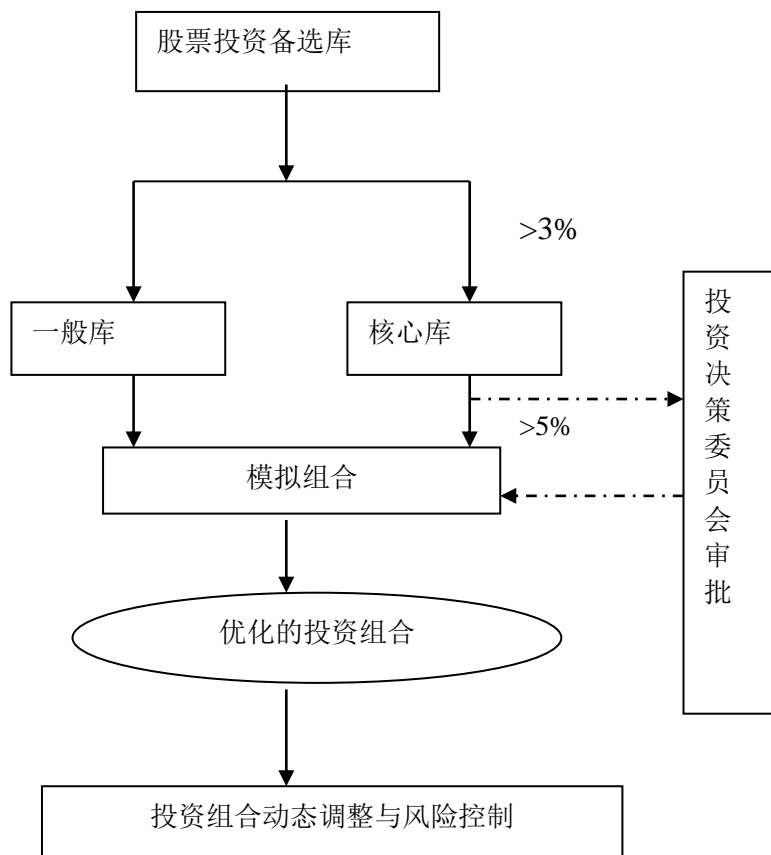 股票投资备选库
>3%
一般库
核心库
投资决策委员会审批
>5%
模拟组合
优化的投资组合
投资组合动态调整与风险控制